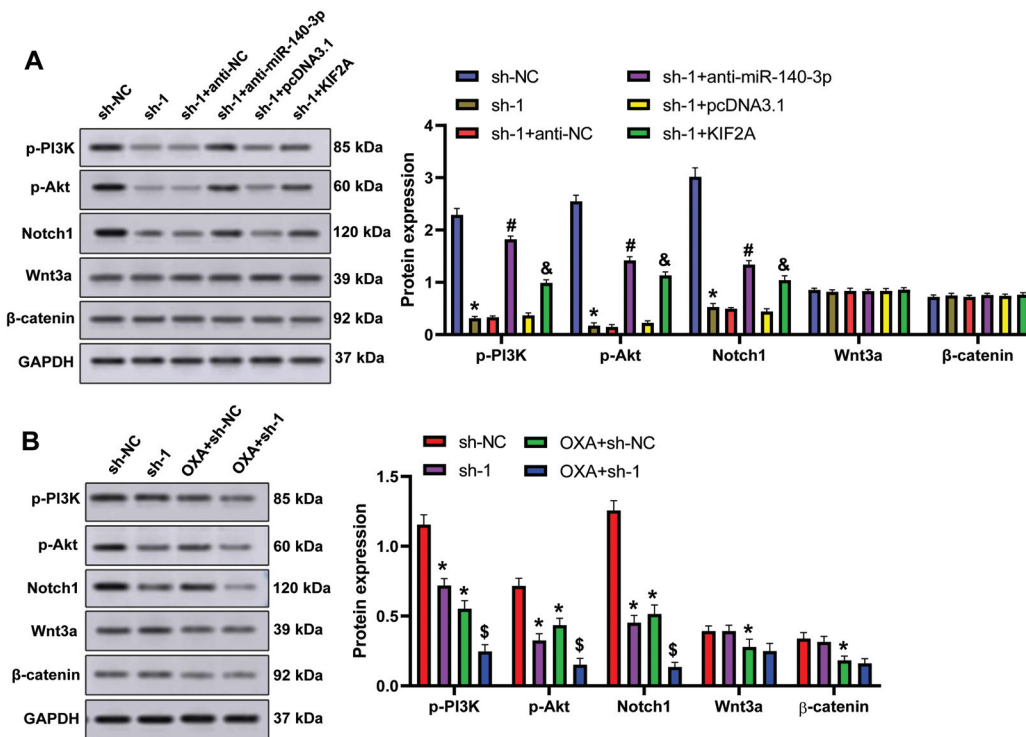 A
sh-NC
sh-1
sh-1+anti-NC
sh-1+anti-miR-140-3p
sh-1+pcDNA3.1
sh-1+KIF2A
p-PI3K
85 kDa
p-Akt
60 kDa
Notch1
120 kDa
Wnt3a
39 kDa
β-catenin
92 kDa
GAPDH
37 kDa
sh-NC
sh-1+anti-miR-140-3p
sh-1
sh-1+pcDNA3.1
sh-1+anti-NC
sh-1+KIF2A
Protein expression
4
3
2
1
0
* # &
* # &
* # &
p-PI3K p-Akt Notch1 Wnt3a β-catenin
B
sh-NC
sh-1
OXA+sh-NC
OXA+sh-1
p-PI3K
85 kDa
p-Akt
60 kDa
Notch1
120 kDa
Wnt3a
39 kDa
β-catenin
92 kDa
GAPDH
37 kDa
sh-NC
OXA+sh-NC
sh-1
OXA+sh-1
Protein expression
1.5
1.0
0.5
0.0
* * $
* * $
* * $
*
*
p-PI3K p-Akt Notch1 Wnt3a β-catenin